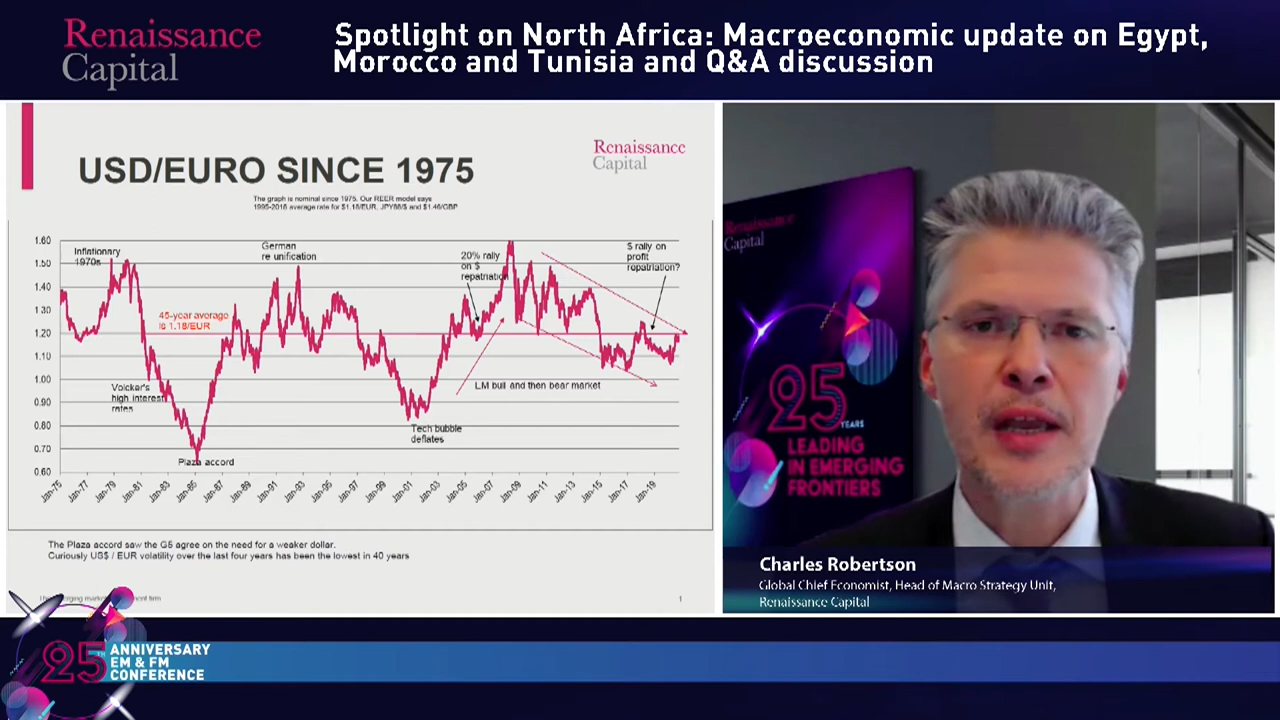 Renaissance
Capital
Spotlight on North Africa: Macroeconomic update on Egypt,
Morocco and Tunisia and Q&A discussion
Renaissance
Capital
USD/EURO SINCE 1975
The graph is nominal since 1975. Our REER model says
1995-2018 average rate for $1.18/EUR, JPY88/$ and $1.46/GBP
1.60
1.50
1.40
1.30
1.20
1.10
1.00
0.90
0.80
0.70
0.60
Inflationary
1970s
German
re unification
20% rally
on $
repatriation
$ rally on
profit
repatriation?
45-year average
is 1.18/EUR
Volcker's
high interest
rates
EM bull and then bear market
Tech bubble
deflates
Plaza accord
Jan-75
Jan-77
Jan-79
Jan-81
Jan-83
Jan-85
Jan-87
Jan-89
Jan-91
Jan-93
Jan-95
Jan-97
Jan-99
Jan-01
Jan-03
Jan-05
Jan-07
Jan-09
Jan-11
Jan-13
Jan-15
Jan-17
Jan-19
The Plaza accord saw the G5 agree on the need for a weaker dollar.
Curiously US$ / EUR volatility over the last four years has been the lowest in 40 years
firm
1
Renaissance
Capital
25
YEARS
LEADING
IN EMERGING
FRONTIERS
Charles Robertson
Global Chief Economist, Head of Macro Strategy Unit,
Renaissance Capital
25TH
ANNIVERSARY
EM & FM
CONFERENCE